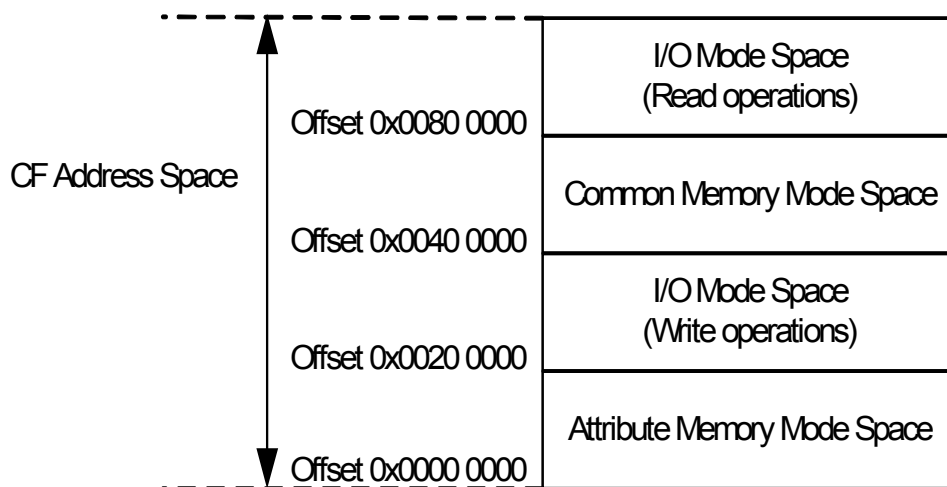 I/O Mode Space
(Read operations)
Offset 0x0080 0000
CF Address Space
Common Memory Mode Space
Offset 0x0040 0000
I/O Mode Space
(Write operations)
Offset 0x0020 0000
Attribute Memory Mode Space
Offset 0x0000 0000